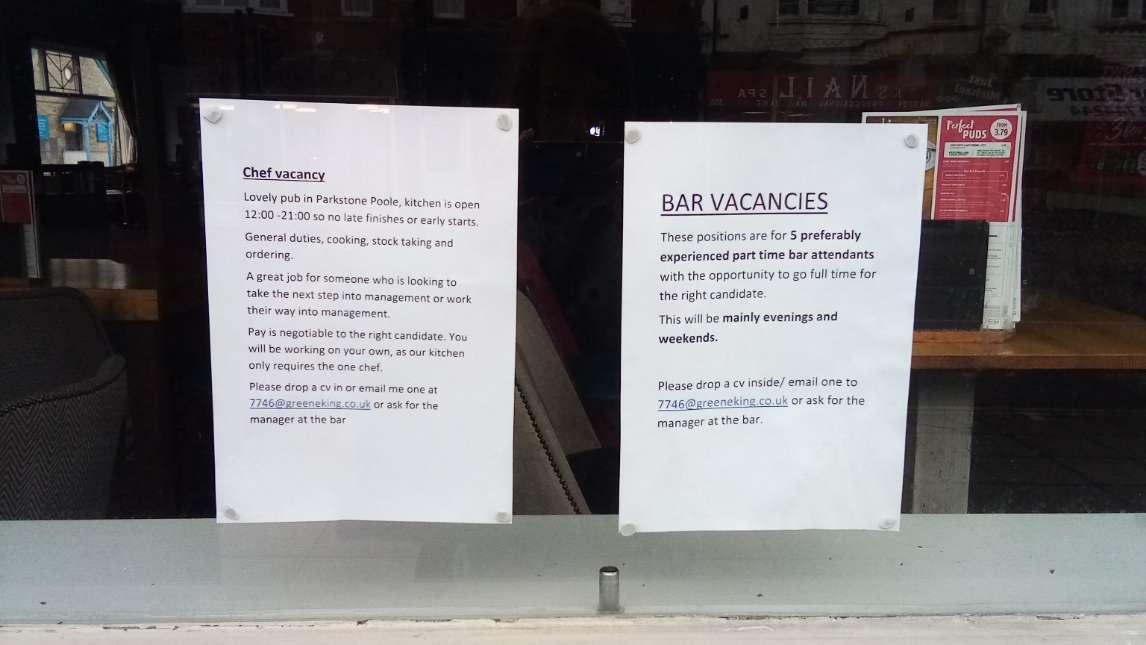 Chef vacancy
Lovely pub in Parkstone Poole, kitchen is open
12:00 -21:00 so no late finishes or early starts.
General duties, cooking, stock taking and
ordering.
A great job for someone who is looking to
take the next step into management or work
their way into management.
Pay is negotiable to the right candidate. You
will be working on your own, as our kitchen
only requires the one chef.
Please drop a cv in or email me one at
7746@greeneking.co.uk or ask for the
manager at the bar
BAR VACANCIES
These positions are for 5 preferably
experienced part time bar attendants
with the opportunity to go full time for
the right candidate.
This will be mainly evenings and
weekends.
Please drop a cv inside/ email one to
7746@greeneking.co.uk or ask for the
manager at the bar.
Perfect
PUDS
FROM
3.79
NAIL SPA